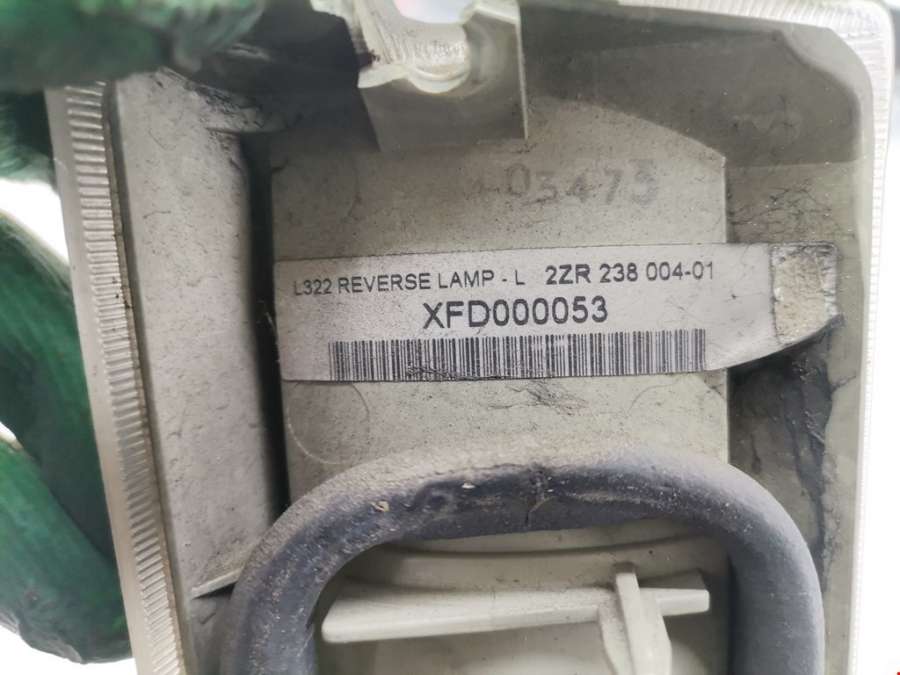 03475
L322 REVERSE LAMP - L 2ZR 238 004-01
XFD000053